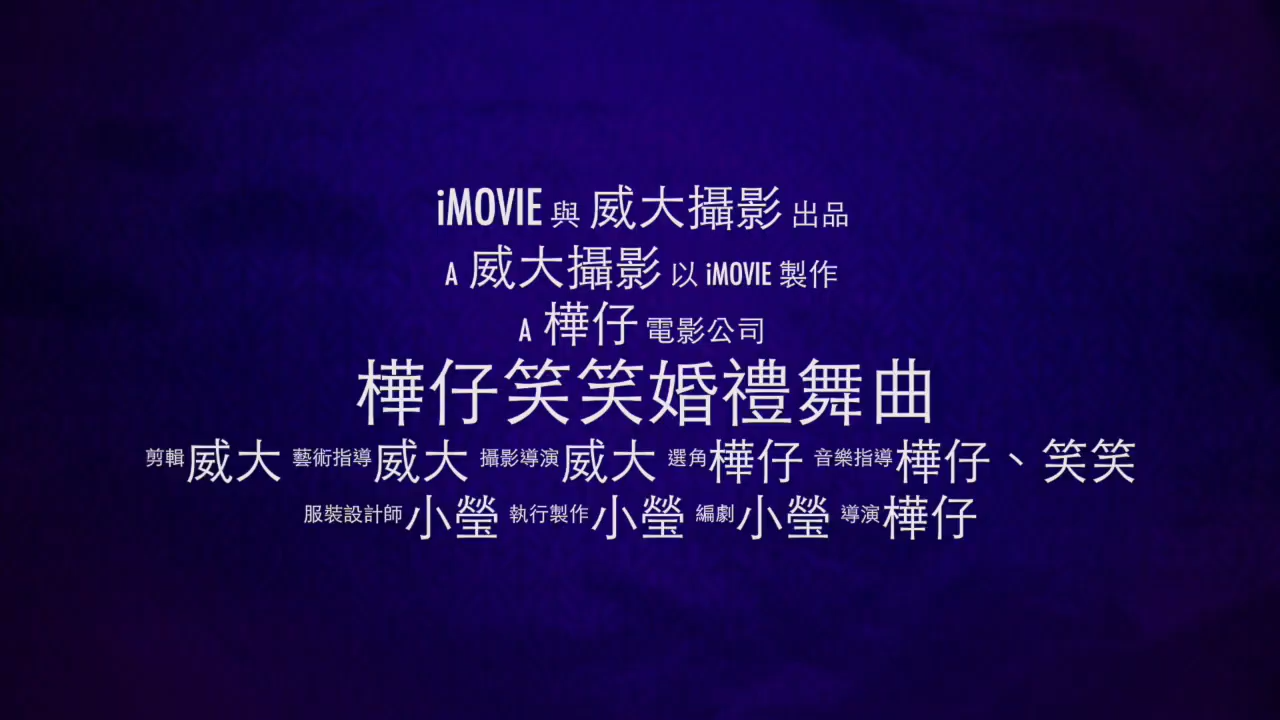 iMOVIE 與 威大攝影 出品
A 威大攝影 以 iMOVIE 製作
A 樺仔 電影公司
樺仔笑笑婚禮舞曲
剪輯威大 藝術指導威大 攝影導演威大 選角樺仔 音樂指導樺仔、笑笑
服裝設計師小瑩 執行製作小瑩 編劇小瑩 導演樺仔